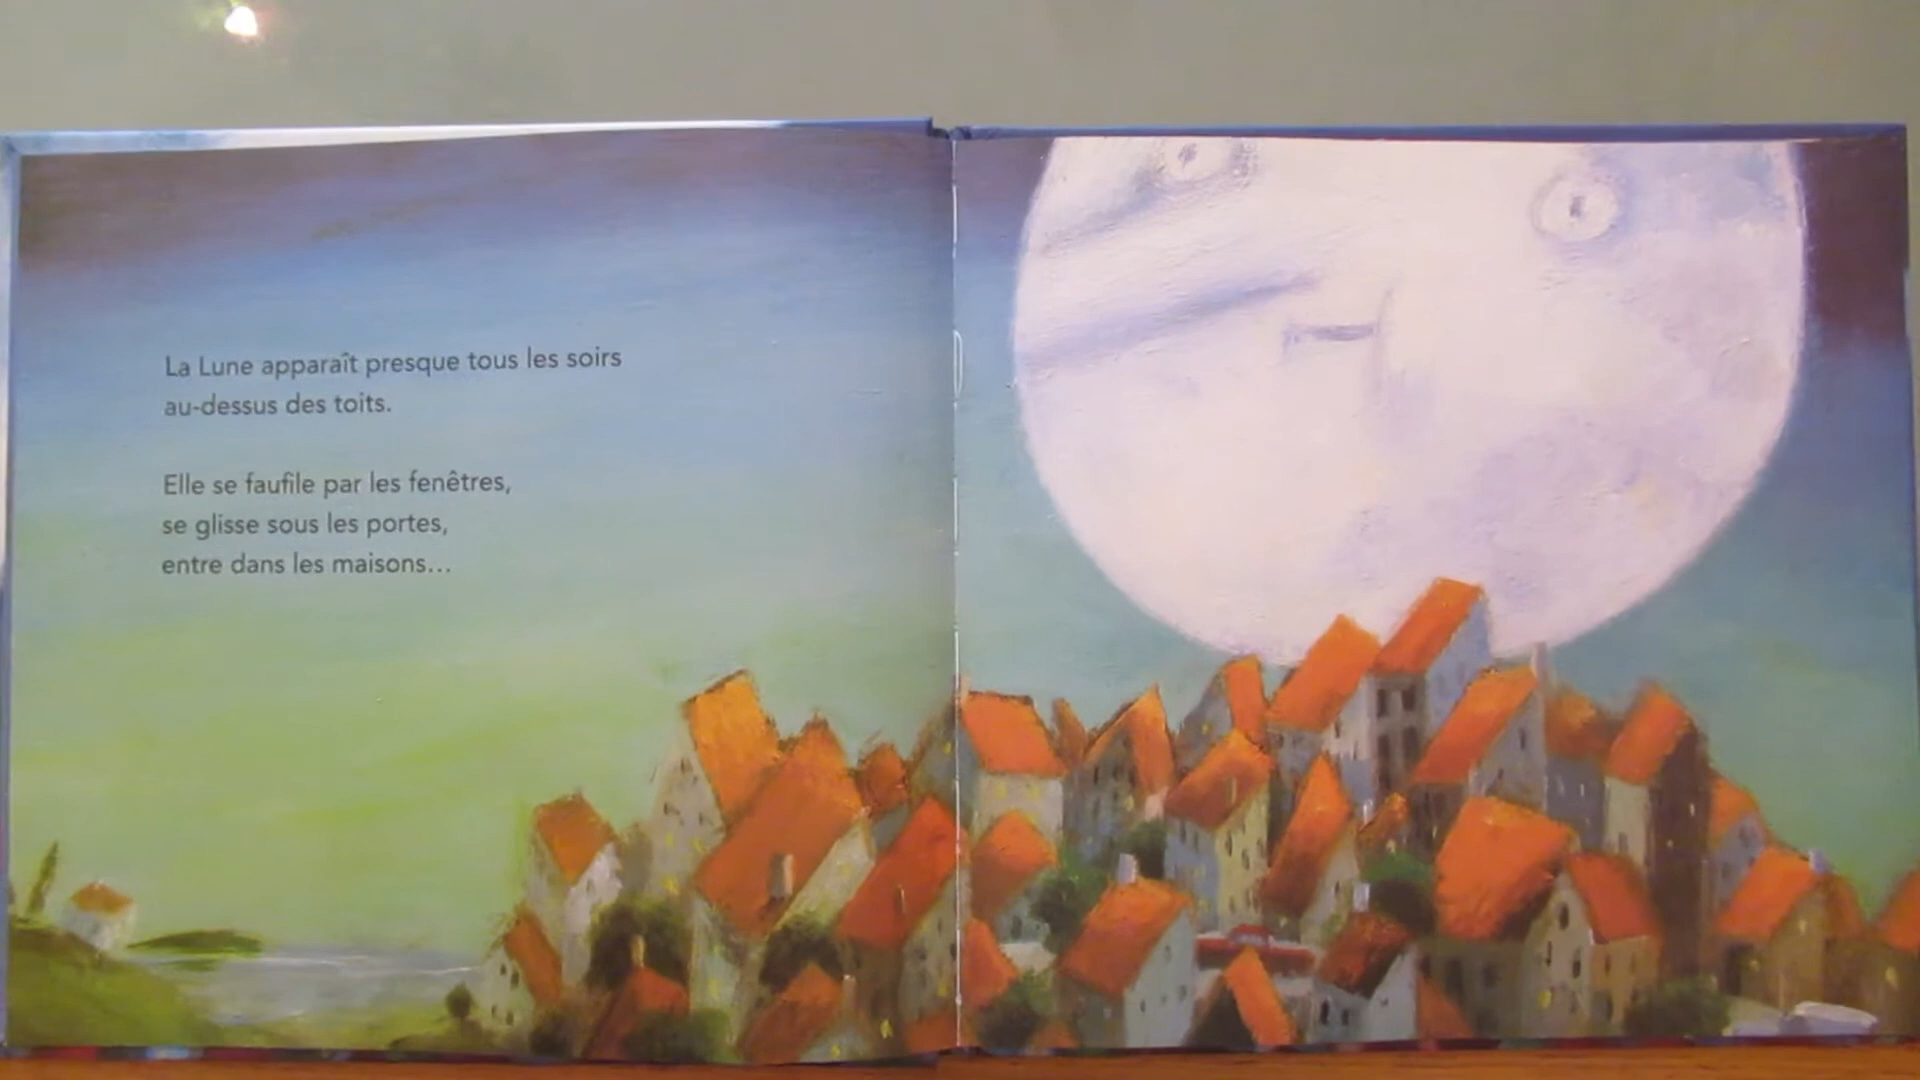 La Lune apparaît presque tous les soirs
au-dessus des toits.
Elle se faufile par les fenêtres,
se glisse sous les portes,
entre dans les maisons…